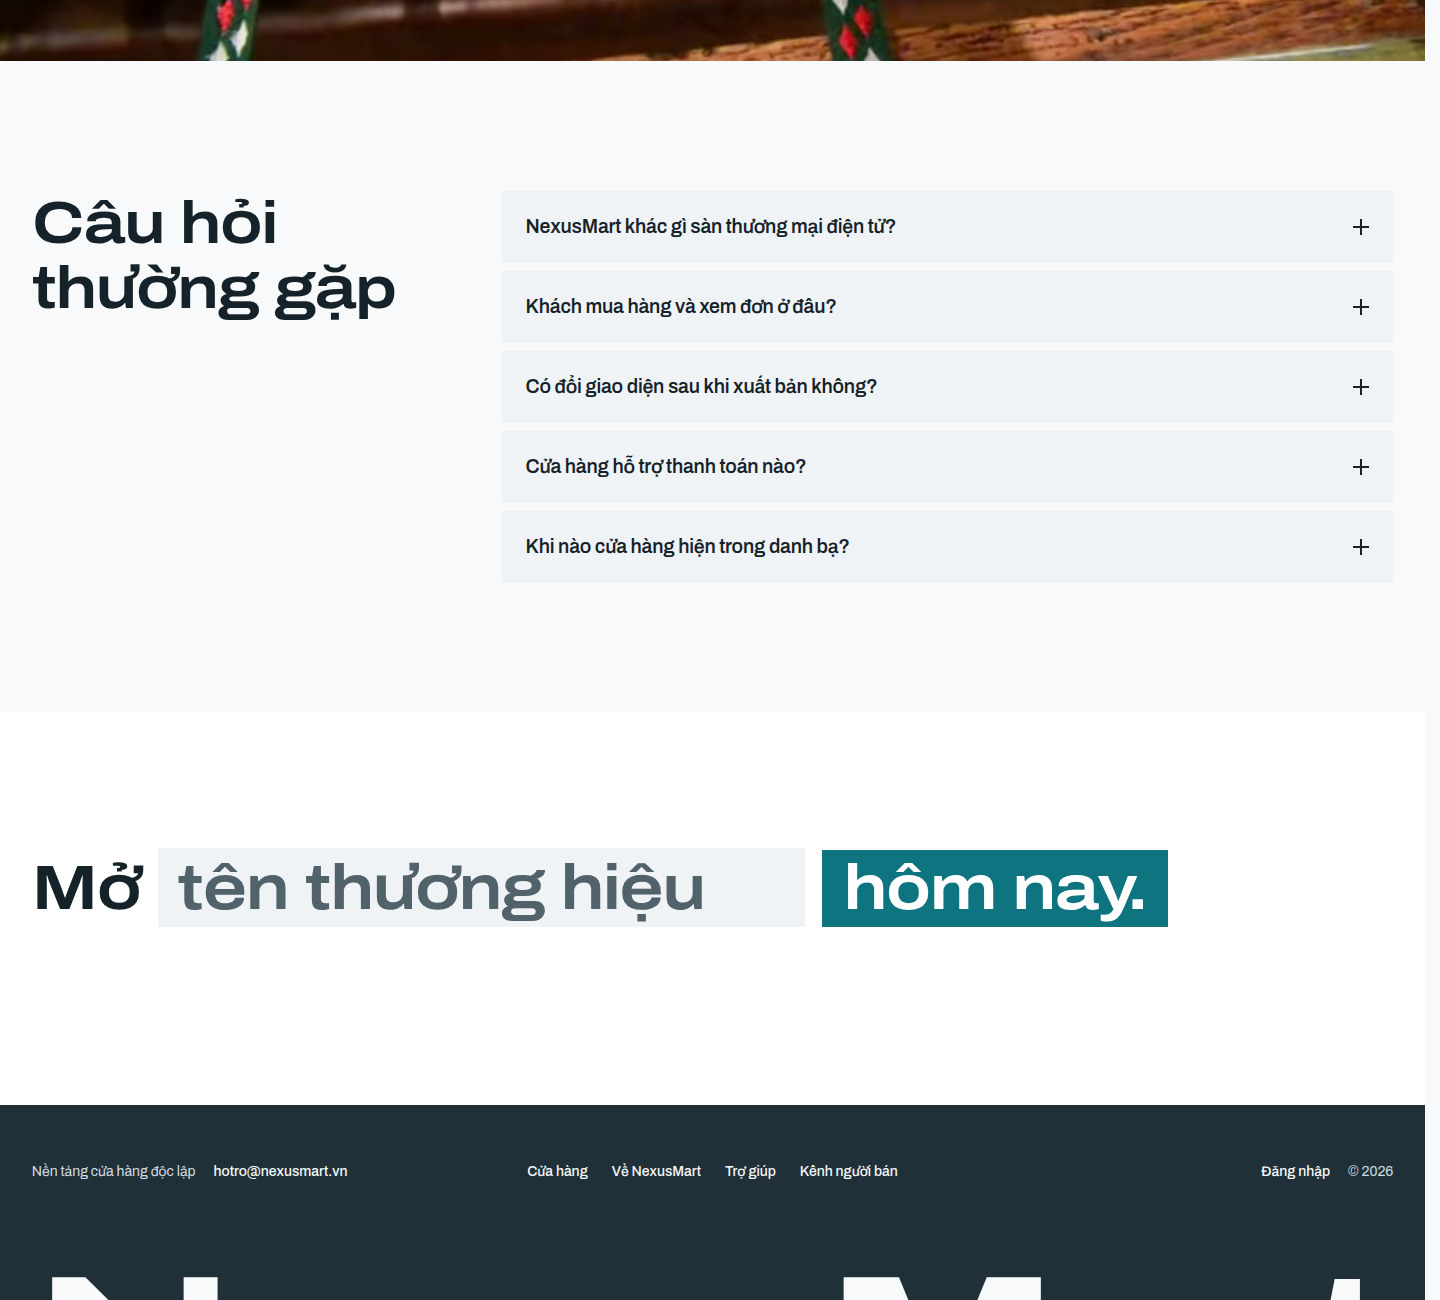 Câu hỏi
thường gặp
NexusMart khác gì sàn thương mại điện tử?
Khách mua hàng và xem đơn ở đâu?
Có đổi giao diện sau khi xuất bản không?
Cửa hàng hỗ trợ thanh toán nào?
Khi nào cửa hàng hiện trong danh bạ?
Mở tên thương hiệu hôm nay.
Nền tảng cửa hàng độc lập hotro@nexusmart.vn Cửa hàng Về NexusMart Trợ giúp Kênh người bán Đăng nhập © 2026